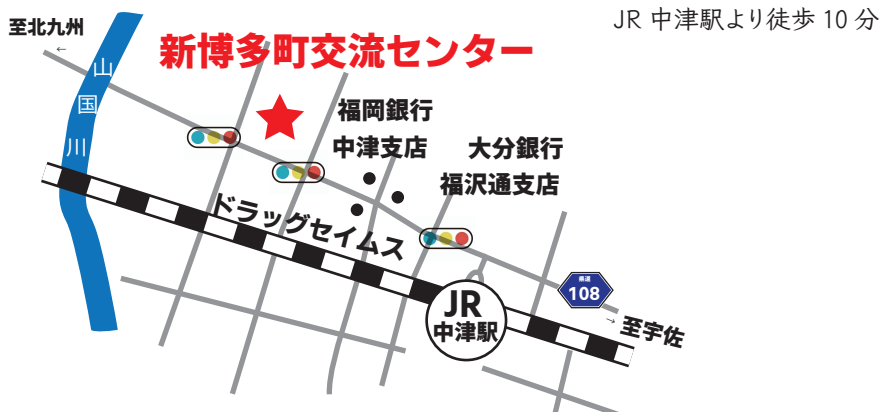 JR 中津駅より徒歩 10 分
至北九州
←
新博多町交流センター
山国川
福岡銀行
中津支店
大分銀行
福沢通支店
ドラッグセイムス
県道
108
JR
中津駅
→
至宇佐